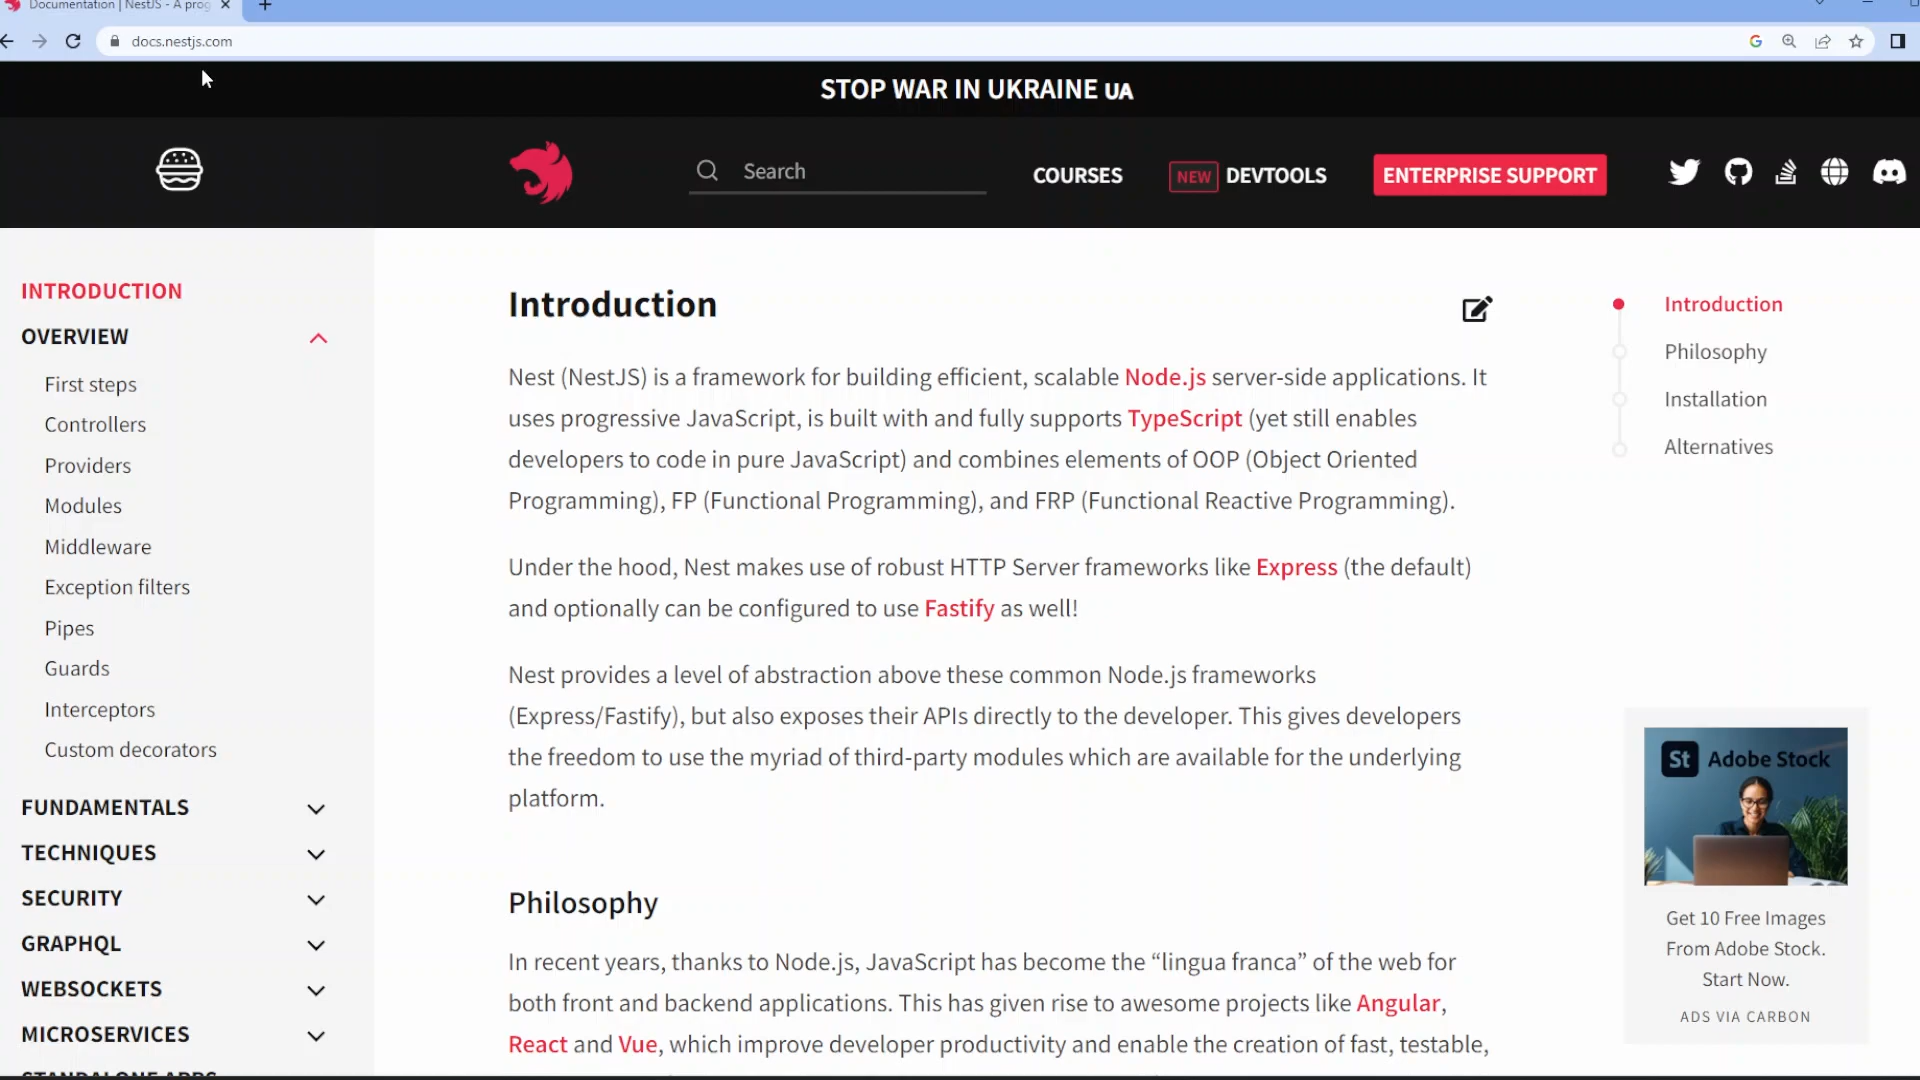 Documentation | NestJS - A prog
docs.nestjs.com
STOP WAR IN UKRAINE UA
Search
COURSES
NEW DEVTOOLS
ENTERPRISE SUPPORT
INTRODUCTION
OVERVIEW
First steps
Controllers
Providers
Modules
Middleware
Exception filters
Pipes
Guards
Interceptors
Custom decorators
FUNDAMENTALS
TECHNIQUES
SECURITY
GRAPHQL
WEBSOCKETS
MICROSERVICES
STANDALONE APPS
Introduction
Nest (NestJS) is a framework for building efficient, scalable Node.js server-side applications. It
uses progressive JavaScript, is built with and fully supports TypeScript (yet still enables
developers to code in pure JavaScript) and combines elements of OOP (Object Oriented
Programming), FP (Functional Programming), and FRP (Functional Reactive Programming).
Under the hood, Nest makes use of robust HTTP Server frameworks like Express (the default)
and optionally can be configured to use Fastify as well!
Nest provides a level of abstraction above these common Node.js frameworks
(Express/Fastify), but also exposes their APIs directly to the developer. This gives developers
the freedom to use the myriad of third-party modules which are available for the underlying
platform.
Philosophy
In recent years, thanks to Node.js, JavaScript has become the “lingua franca” of the web for
both front and backend applications. This has given rise to awesome projects like Angular,
React and Vue, which improve developer productivity and enable the creation of fast, testable,
Introduction
Philosophy
Installation
Alternatives
St Adobe Stock
Get 10 Free Images
From Adobe Stock.
Start Now.
ADS VIA CARBON